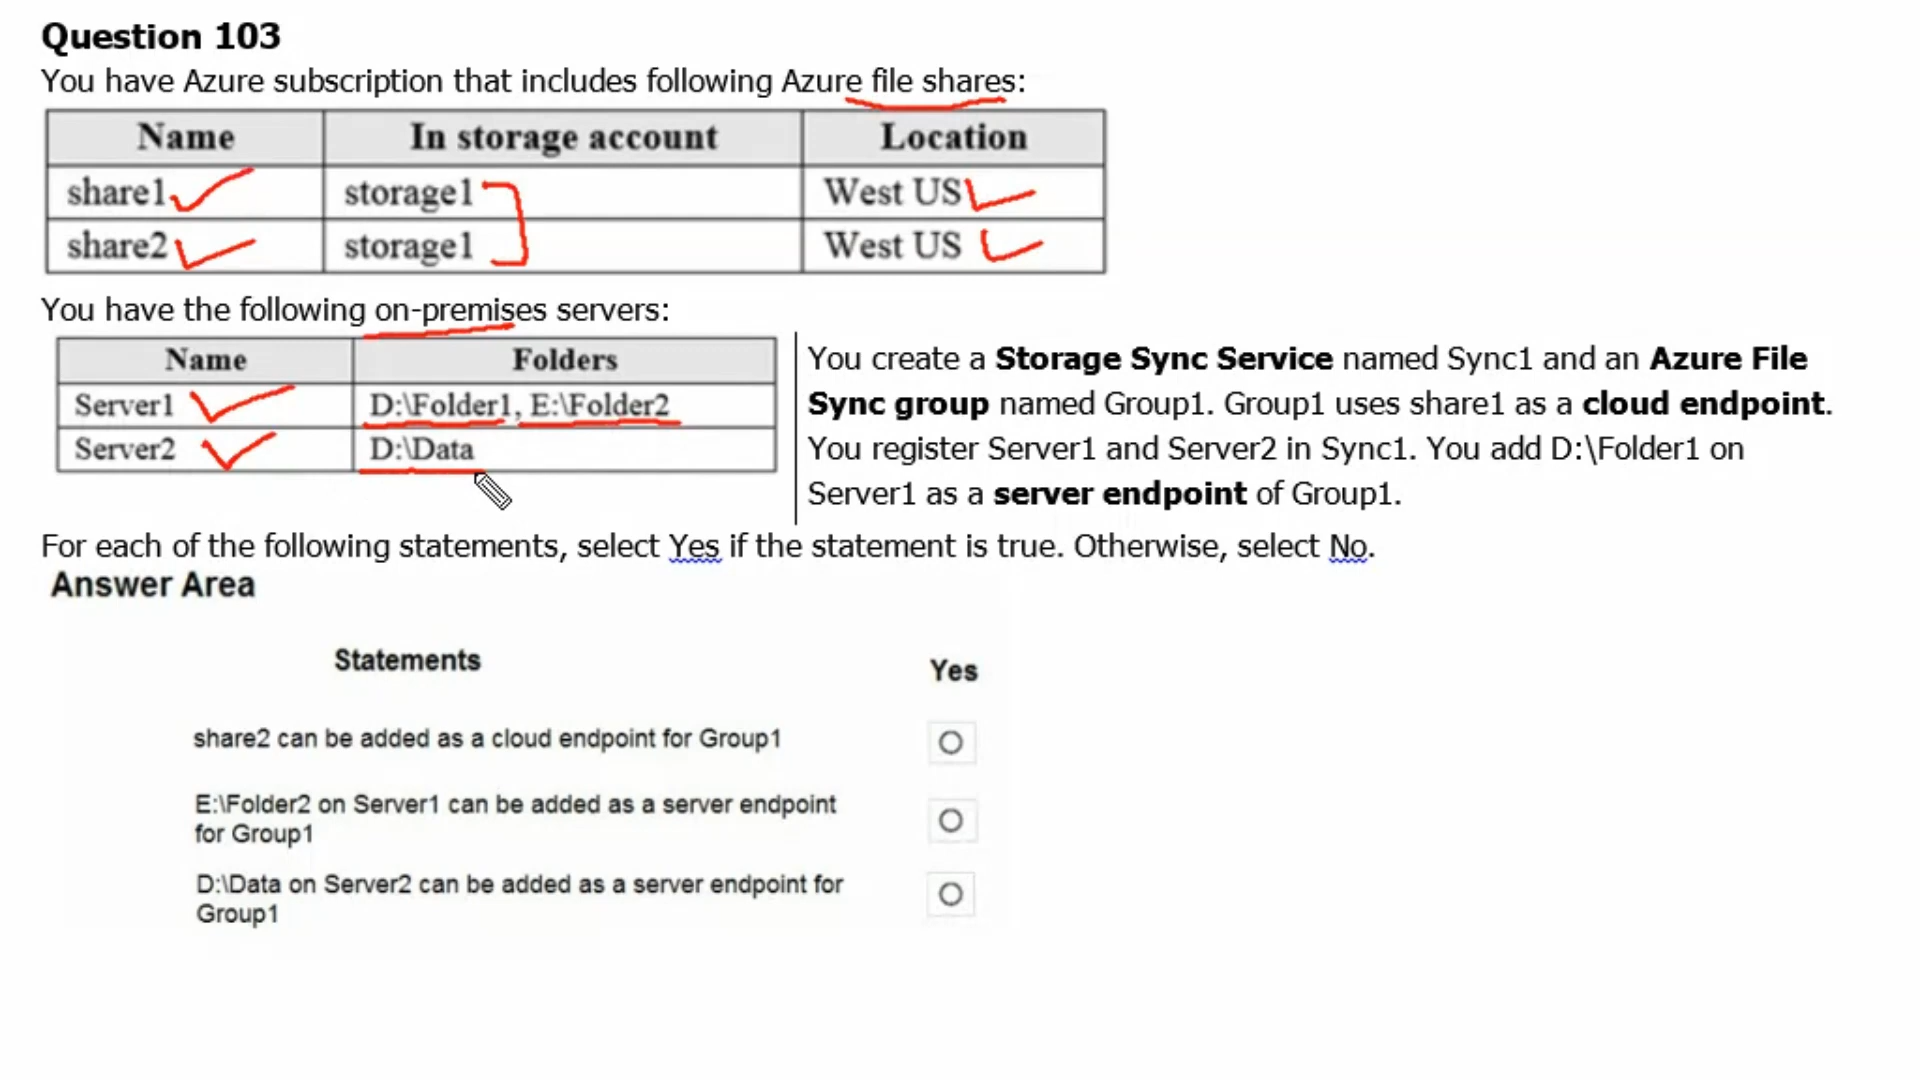 Question 103
You have Azure subscription that includes following Azure file shares:
Name In storage account Location
share1 storage1 West US
share2 storage1 West US
You have the following on-premises servers:
Name Folders
Server1 D:\Folder1, E:\Folder2
Server2 D:\Data
You create a Storage Sync Service named Sync1 and an Azure File
Sync group named Group1. Group1 uses share1 as a cloud endpoint.
You register Server1 and Server2 in Sync1. You add D:\Folder1 on
Server1 as a server endpoint of Group1.
For each of the following statements, select Yes if the statement is true. Otherwise, select No.
Answer Area
Statements Yes
share2 can be added as a cloud endpoint for Group1
E:\Folder2 on Server1 can be added as a server endpoint
for Group1
D:\Data on Server2 can be added as a server endpoint for
Group1